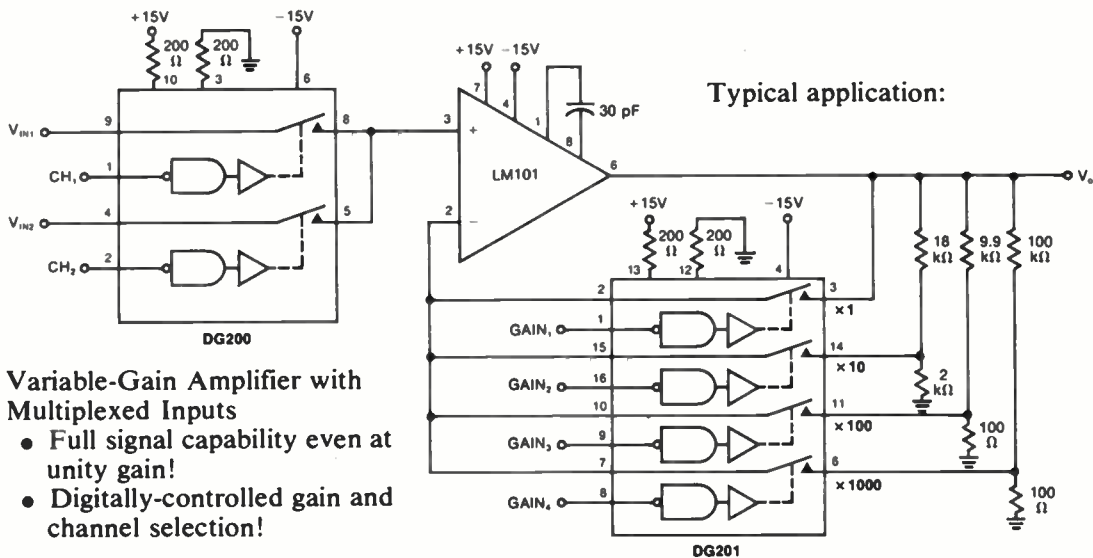 +15V
-15V
200 Ω
200 Ω
10
3
6
V_IN1
9
8
CH₁
1
V_IN2
4
5
CH₂
2
DG200
+15V
-15V
7
4
1
30 pF
8
3
+
LM101
6
2
−
Typical application:
V_o
+15V
-15V
200 Ω
200 Ω
13
12
4
18 kΩ
9.9 kΩ
100 kΩ
2
3
×1
GAIN₁
1
15
14
×10
GAIN₂
16
2 kΩ
10
11
×100
GAIN₃
9
100 Ω
7
6
×1000
GAIN₄
8
100 Ω
DG201
Variable-Gain Amplifier with
Multiplexed Inputs
• Full signal capability even at
unity gain!
• Digitally-controlled gain and
channel selection!